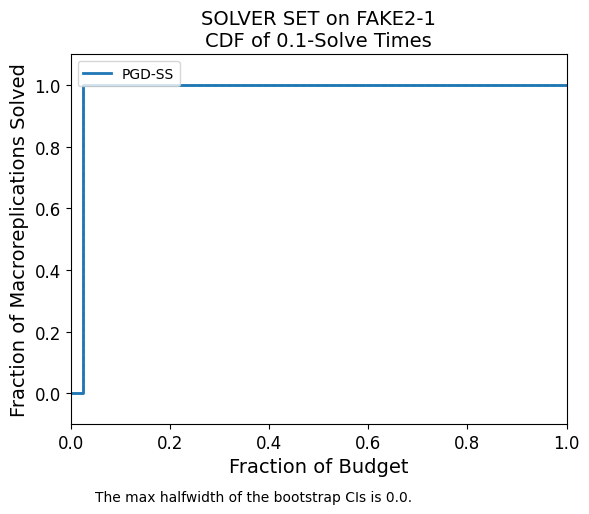 SOLVER SET on FAKE2-1
CDF of 0.1-Solve Times
PGD-SS
Fraction of Macroreplications Solved
1.0
0.8
0.6
0.4
0.2
0.0
0.0 0.2 0.4 0.6 0.8 1.0
Fraction of Budget
The max halfwidth of the bootstrap CIs is 0.0.